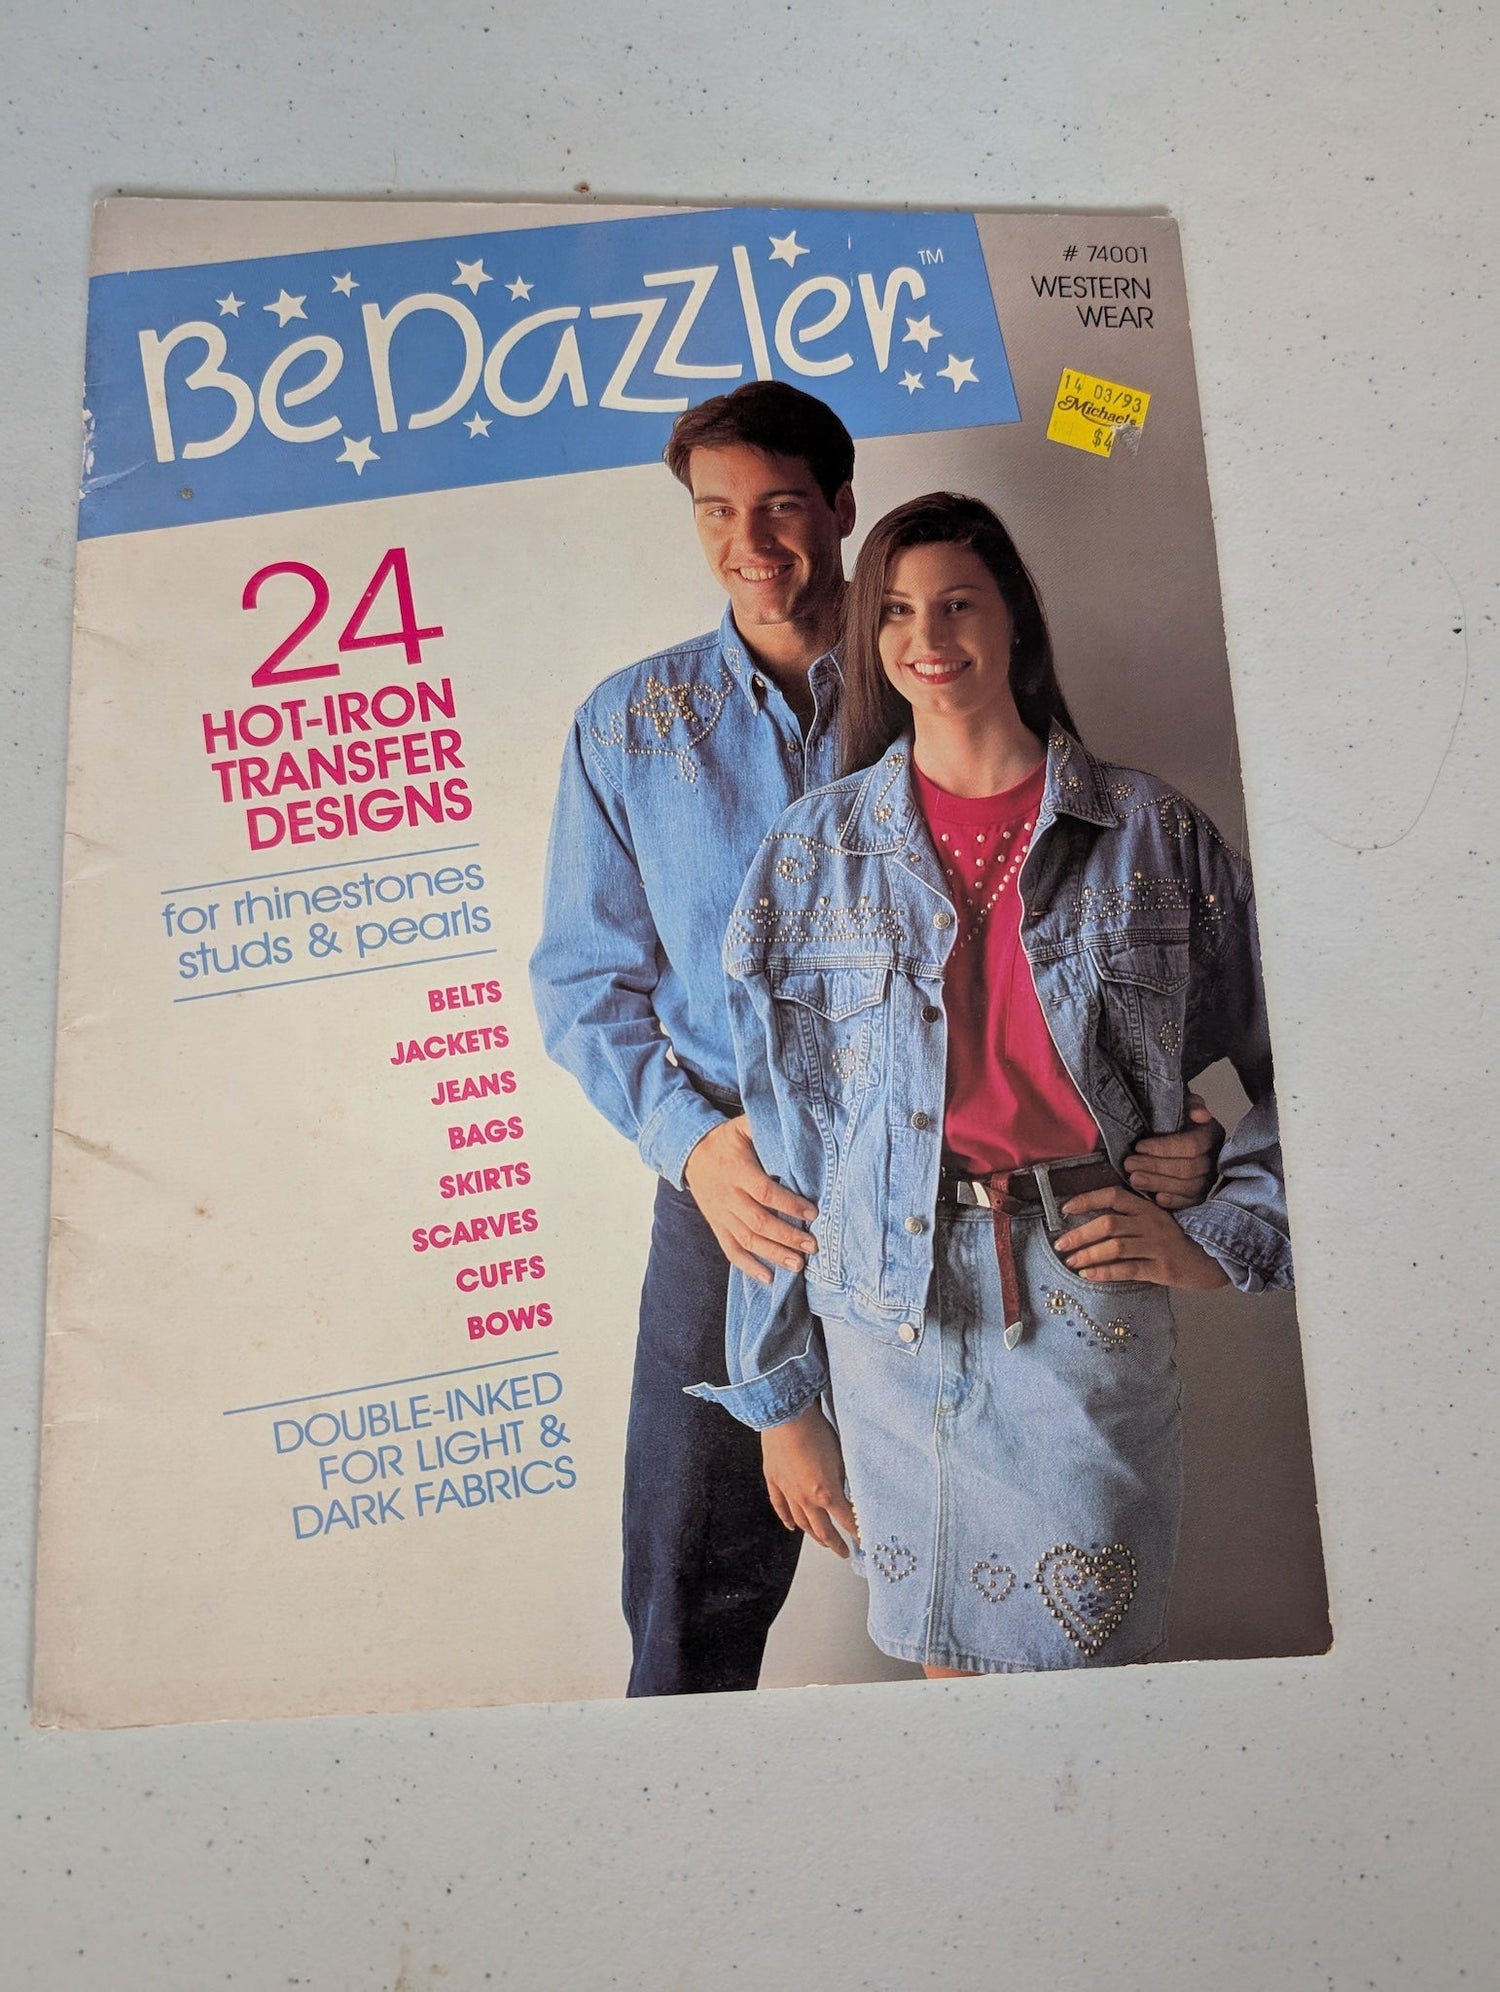 BeDazzler™
# 74001
WESTERN
WEAR
14 03/93
Michaels
$4
24
HOT-IRON
TRANSFER
DESIGNS
for rhinestones
studs & pearls
BELTS
JACKETS
JEANS
BAGS
SKIRTS
SCARVES
CUFFS
BOWS
DOUBLE-INKED
FOR LIGHT &
DARK FABRICS